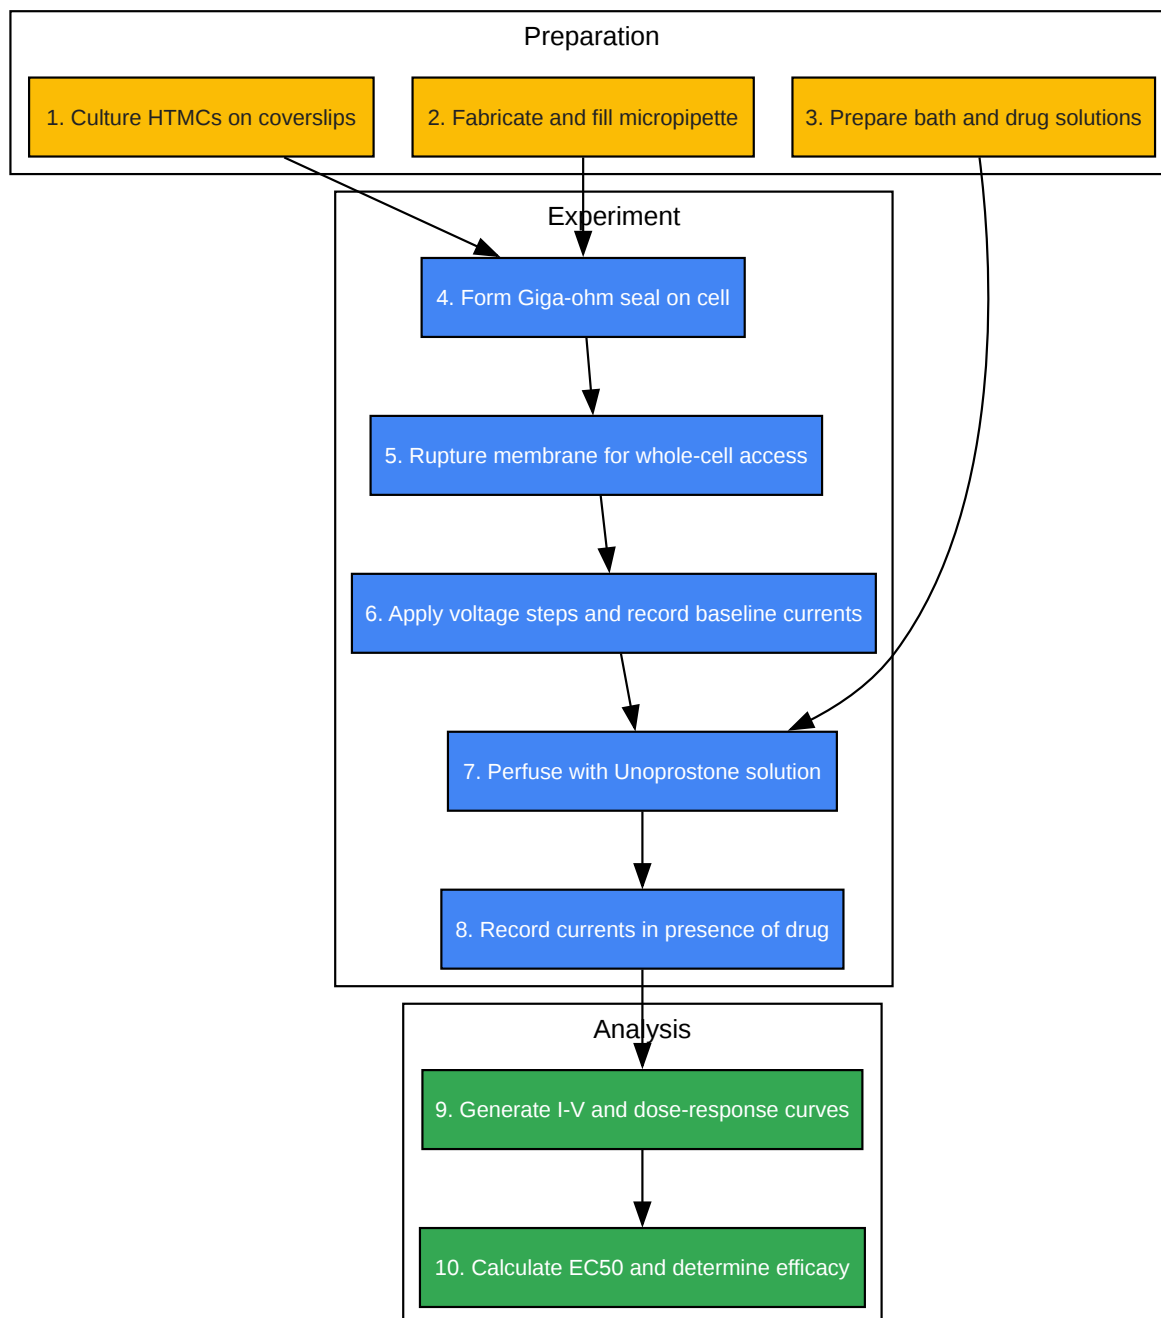 Preparation
1. Culture HTMCs on coverslips
2. Fabricate and fill micropipette
3. Prepare bath and drug solutions
Experiment
4. Form Giga-ohm seal on cell
5. Rupture membrane for whole-cell access
6. Apply voltage steps and record baseline currents
7. Perfuse with Unoprostone solution
8. Record currents in presence of drug
Analysis
9. Generate I-V and dose-response curves
10. Calculate EC50 and determine efficacy